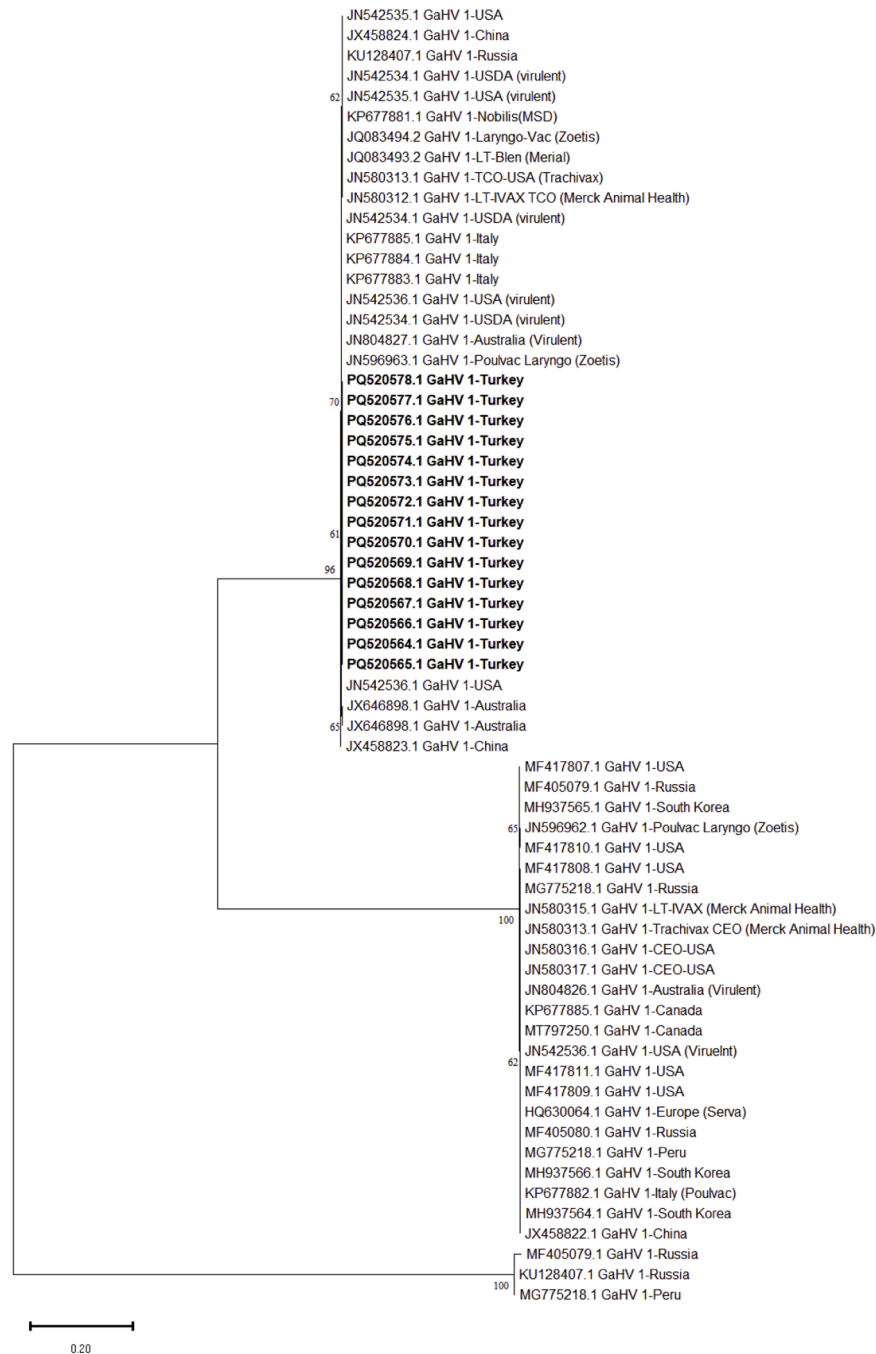 JN542535.1 GaHV 1-USA
JX458824.1 GaHV 1-China
KU128407.1 GaHV 1-Russia
JN542534.1 GaHV 1-USDA (virulent)
62 JN542535.1 GaHV 1-USA (virulent)
KP677881.1 GaHV 1-Nobilis(MSD)
JQ083494.2 GaHV 1-Laryngo-Vac (Zoetis)
JQ083493.2 GaHV 1-LT-Blen (Merial)
JN580313.1 GaHV 1-TCO-USA (Trachivax)
JN580312.1 GaHV 1-LT-IVAX TCO (Merck Animal Health)
JN542534.1 GaHV 1-USDA (virulent)
KP677885.1 GaHV 1-Italy
KP677884.1 GaHV 1-Italy
KP677883.1 GaHV 1-Italy
JN542536.1 GaHV 1-USA (virulent)
JN542534.1 GaHV 1-USDA (virulent)
JN804827.1 GaHV 1-Australia (Virulent)
JN596963.1 GaHV 1-Poulvac Laryngo (Zoetis)
PQ520578.1 GaHV 1-Turkey
70 PQ520577.1 GaHV 1-Turkey
PQ520576.1 GaHV 1-Turkey
PQ520575.1 GaHV 1-Turkey
PQ520574.1 GaHV 1-Turkey
PQ520573.1 GaHV 1-Turkey
PQ520572.1 GaHV 1-Turkey
PQ520571.1 GaHV 1-Turkey
61 PQ520570.1 GaHV 1-Turkey
96 PQ520569.1 GaHV 1-Turkey
PQ520568.1 GaHV 1-Turkey
PQ520567.1 GaHV 1-Turkey
PQ520566.1 GaHV 1-Turkey
PQ520564.1 GaHV 1-Turkey
PQ520565.1 GaHV 1-Turkey
JN542536.1 GaHV 1-USA
JX646898.1 GaHV 1-Australia
65 JX646898.1 GaHV 1-Australia
JX458823.1 GaHV 1-China
MF417807.1 GaHV 1-USA
MF405079.1 GaHV 1-Russia
MH937565.1 GaHV 1-South Korea
65 JN596962.1 GaHV 1-Poulvac Laryngo (Zoetis)
MF417810.1 GaHV 1-USA
MF417808.1 GaHV 1-USA
MG775218.1 GaHV 1-Russia
JN580315.1 GaHV 1-LT-IVAX (Merck Animal Health)
100 JN580313.1 GaHV 1-Trachivax CEO (Merck Animal Health)
JN580316.1 GaHV 1-CEO-USA
JN580317.1 GaHV 1-CEO-USA
JN804826.1 GaHV 1-Australia (Virulent)
KP677885.1 GaHV 1-Canada
MT797250.1 GaHV 1-Canada
JN542536.1 GaHV 1-USA (Viruelnt)
62 MF417811.1 GaHV 1-USA
MF417809.1 GaHV 1-USA
HQ630064.1 GaHV 1-Europe (Serva)
MF405080.1 GaHV 1-Russia
MG775218.1 GaHV 1-Peru
MH937566.1 GaHV 1-South Korea
KP677882.1 GaHV 1-Italy (Poulvac)
MH937564.1 GaHV 1-South Korea
JX458822.1 GaHV 1-China
MF405079.1 GaHV 1-Russia
KU128407.1 GaHV 1-Russia
100 MG775218.1 GaHV 1-Peru
0.20